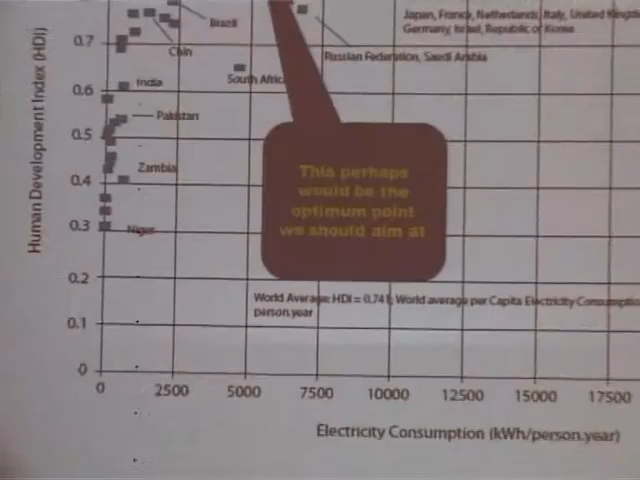 Brazil
Japan, France, Netherlands, Italy, United
Germany, Israel, Republic of Korea
0.7
Chin
Russian Federation, Saudi Arabia
South Afric
0.6
India
0.5
Pakistan
This perhaps
would be the
optimum point
we should aim at
0.4
Zambia
0.3
Niger
0.2
World Average: HDI = 0.741; World average per Capita Electricity
person.year
0.1
0
0 2500 5000 7500 10000 12500 15000 17500
Electricity Consumption (kWh/person.year)
Human Development Index (HDI)